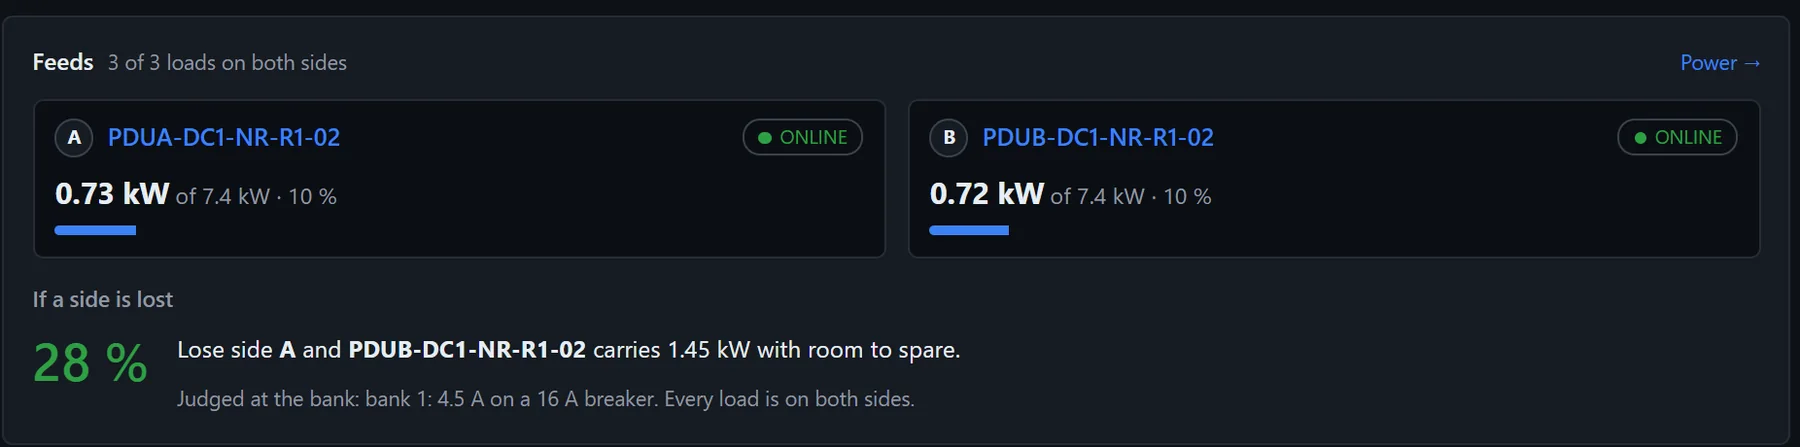 Feeds 3 of 3 loads on both sides
Power →
A PDUA-DC1-NR-R1-02
ONLINE
0.73 kW of 7.4 kW · 10 %
B PDUB-DC1-NR-R1-02
ONLINE
0.72 kW of 7.4 kW · 10 %
If a side is lost
28 %
Lose side A and PDUB-DC1-NR-R1-02 carries 1.45 kW with room to spare.
Judged at the bank: bank 1: 4.5 A on a 16 A breaker. Every load is on both sides.